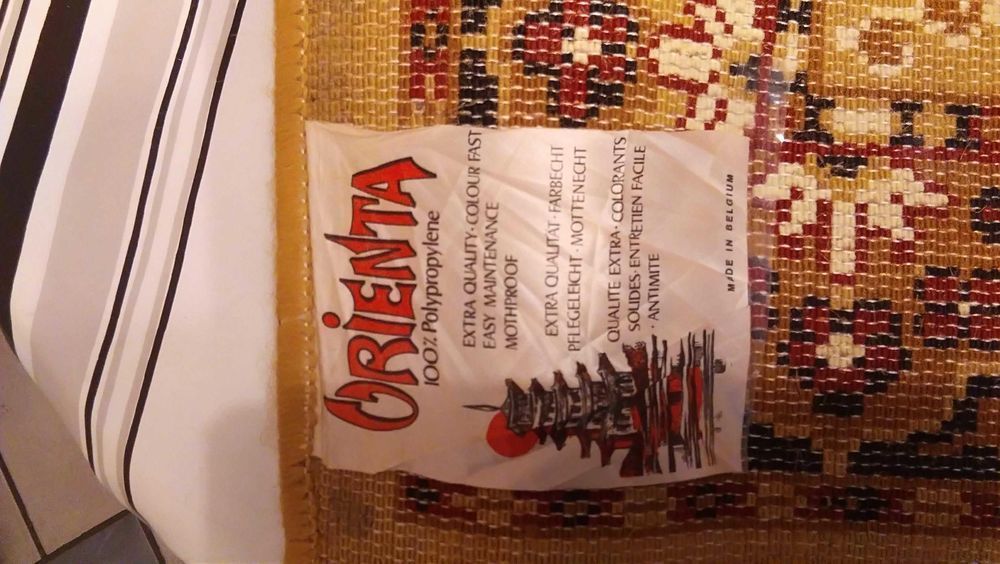 ORIENTA
100% Polypropylene
EXTRA QUALITY · COLOUR FAST
EASY MAINTENANCE
MOTHPROOF
EXTRA QUALITAT · FARBECHT
PFLEGELEICHT · MOTTENECHT
QUALITE EXTRA · COLORANTS
SOLIDES · ENTRETIEN FACILE
· ANTIMITE
MADE IN BELGIUM